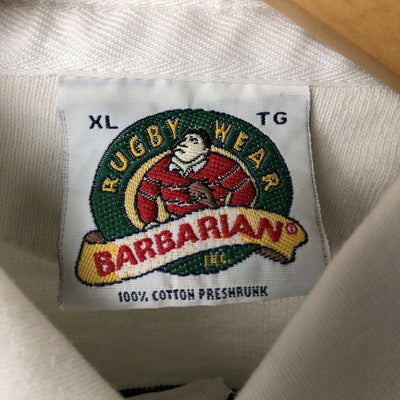 XL TG
RUGBY WEAR
BARBARIAN®
INC.
100% COTTON PRESHRUNK